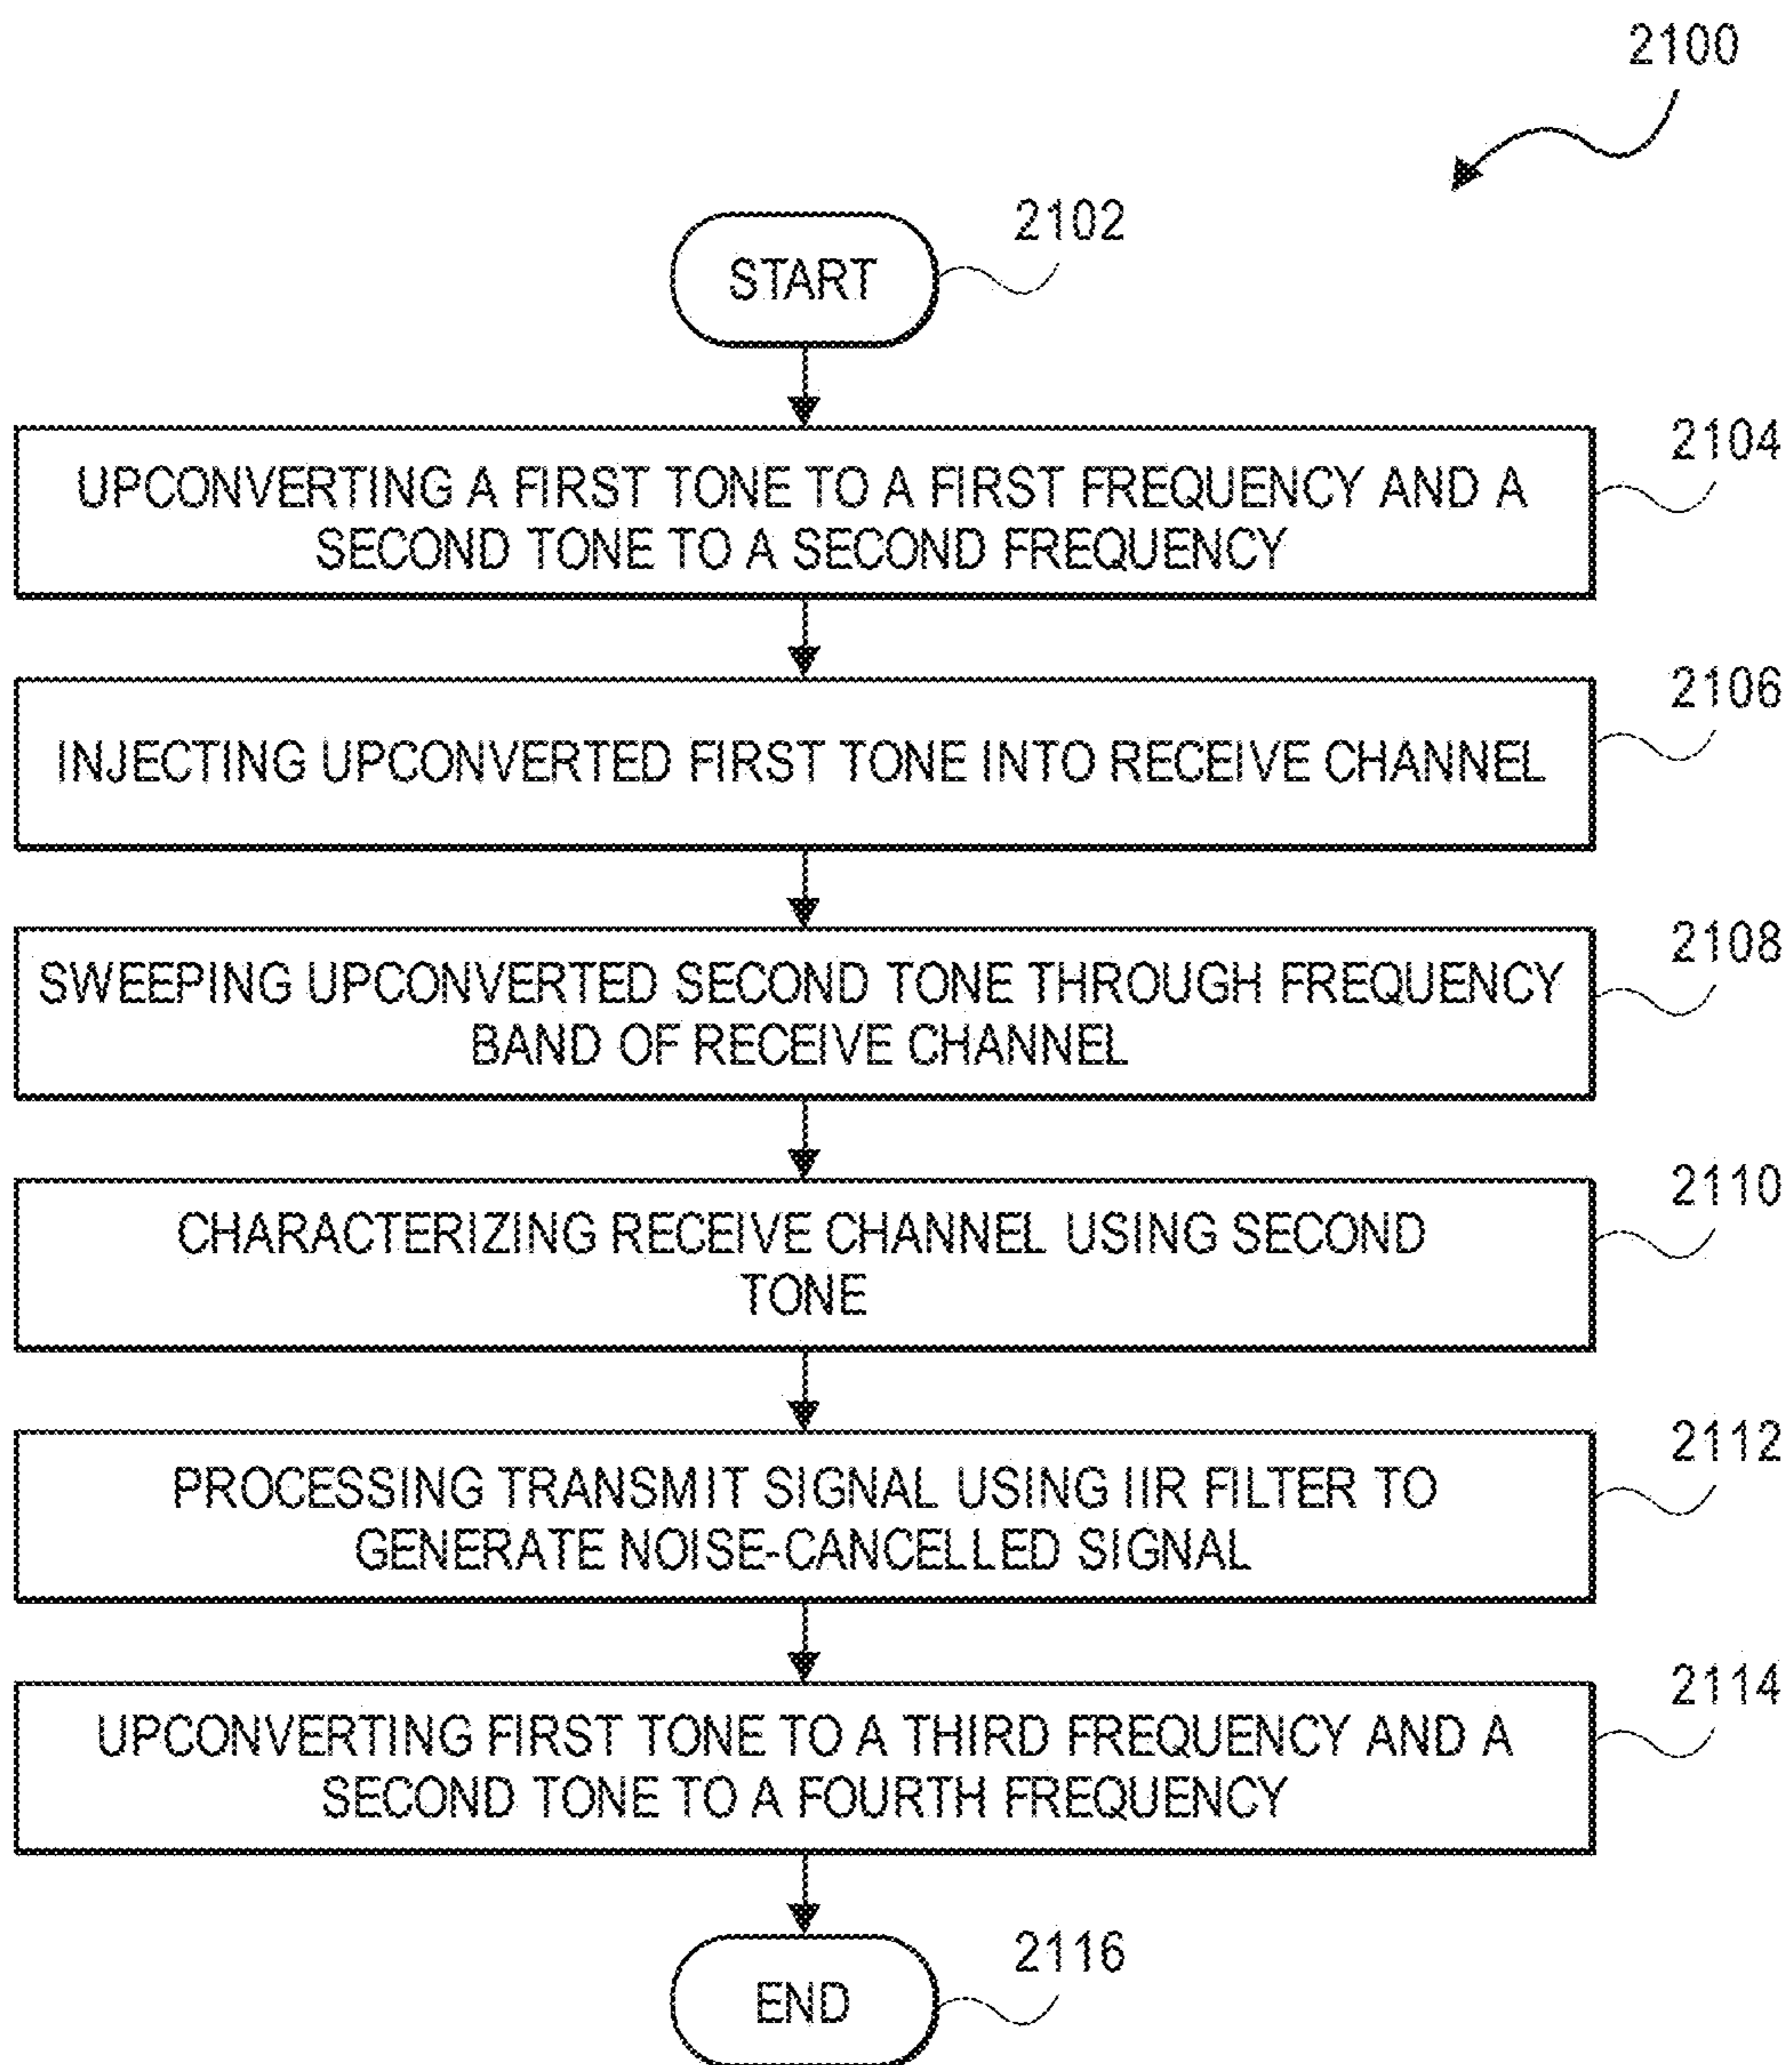 2100
2102
START
2104
UPCONVERTING A FIRST TONE TO A FIRST FREQUENCY AND A
SECOND TONE TO A SECOND FREQUENCY
2106
INJECTING UPCONVERTED FIRST TONE INTO RECEIVE CHANNEL
2108
SWEEPING UPCONVERTED SECOND TONE THROUGH FREQUENCY
BAND OF RECEIVE CHANNEL
2110
CHARACTERIZING RECEIVE CHANNEL USING SECOND
TONE
2112
PROCESSING TRANSMIT SIGNAL USING IIR FILTER TO
GENERATE NOISE-CANCELLED SIGNAL
2114
UPCONVERTING FIRST TONE TO A THIRD FREQUENCY AND A
SECOND TONE TO A FOURTH FREQUENCY
2116
END